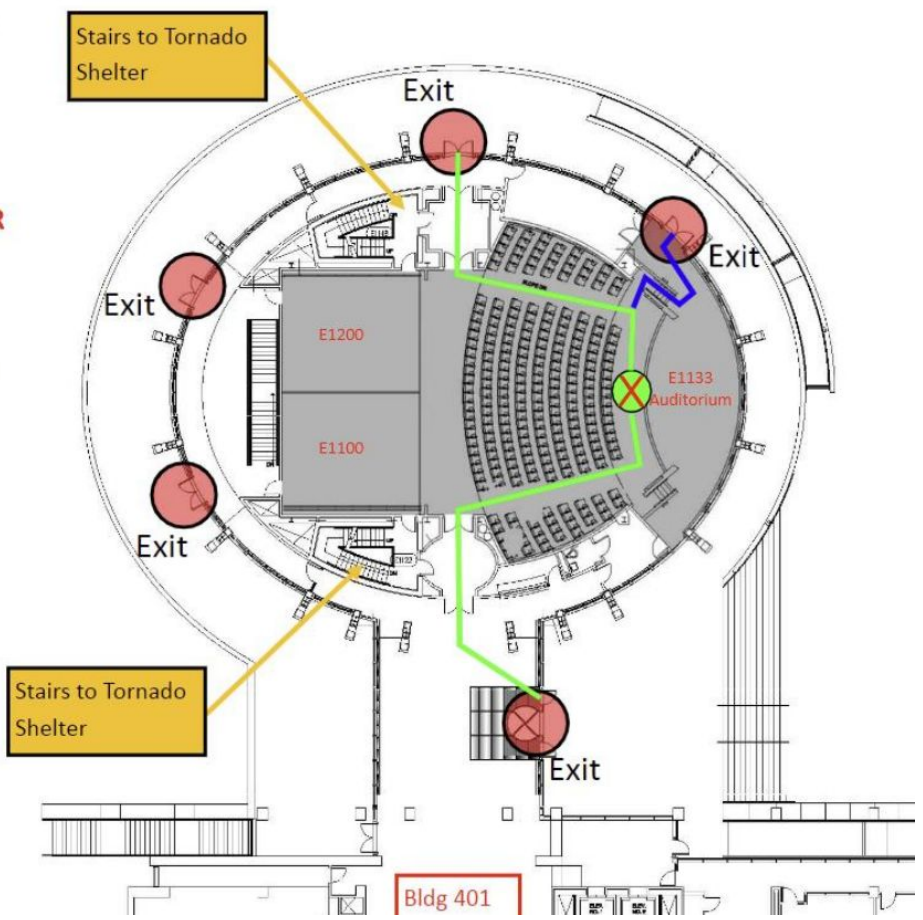 Stairs to Tornado
Shelter
Exit
R
Exit
Exit
E1200
E1133
Auditorium
E1100
Exit
E1122
Stairs to Tornado
Shelter
Exit
Bldg 401